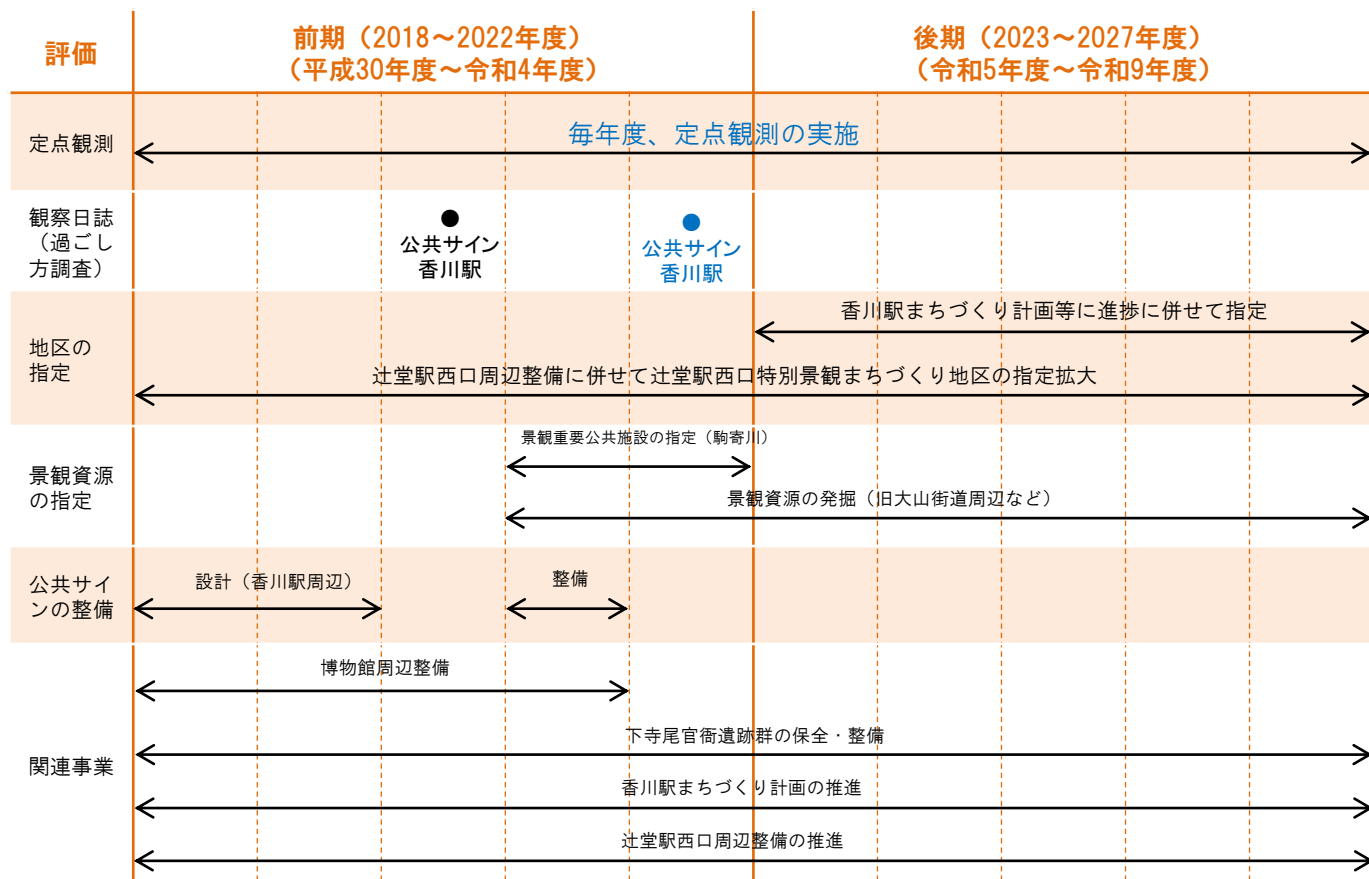 評価
前期（2018～2022年度）
（平成30年度～令和4年度）
後期（2023～2027年度）
（令和5年度～令和9年度）
定点観測
毎年度、定点観測の実施
観察日誌
（過ごし
方調査）
公共サイン
香川駅
公共サイン
香川駅
地区の
指定
香川駅まちづくり計画等に進捗に併せて指定
辻堂駅西口周辺整備に併せて辻堂駅西口特別景観まちづくり地区の指定拡大
景観資源
の指定
景観重要公共施設の指定（駒寄川）
景観資源の発掘（旧大山街道周辺など）
公共サイ
ンの整備
設計（香川駅周辺）
整備
関連事業
博物館周辺整備
下寺尾官衙遺跡群の保全・整備
香川駅まちづくり計画の推進
辻堂駅西口周辺整備の推進